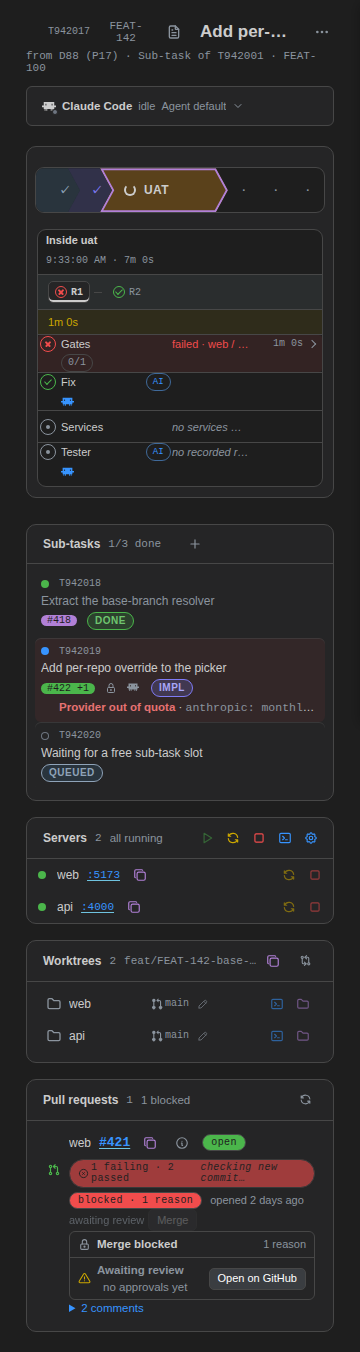 T942017 FEAT-142 Add per-...
from D88 (P17) · Sub-task of T942001 · FEAT-100
Claude Code idle Agent default
UAT
Inside uat
9:33:00 AM · 7m 0s
R1 R2
1m 0s
Gates failed · web / ... 1m 0s
0/1
Fix AI
Services no services ...
Tester AI no recorded r...
Sub-tasks 1/3 done
T942018
Extract the base-branch resolver
#418 DONE
T942019
Add per-repo override to the picker
#422 +1 IMPL
Provider out of quota · anthropic: monthl...
T942020
Waiting for a free sub-task slot
QUEUED
Servers 2 all running
web :5173
api :4000
Worktrees 2 feat/FEAT-142-base-...
web main
api main
Pull requests 1 1 blocked
web #421 open
1 failing · 2 passed checking new commit...
blocked · 1 reason opened 2 days ago
awaiting review Merge
Merge blocked 1 reason
Awaiting review
no approvals yet
Open on GitHub
2 comments